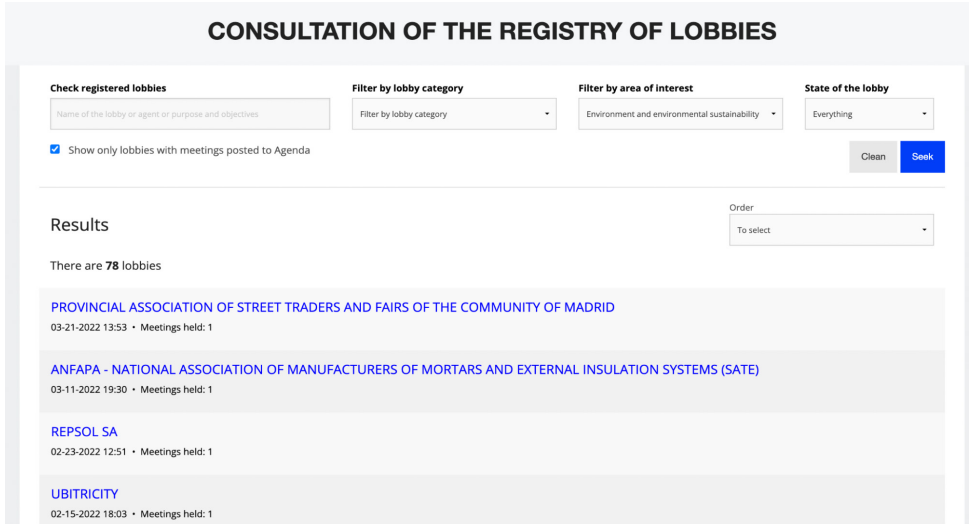 CONSULTATION OF THE REGISTRY OF LOBBIES
Check registered lobbies
Name of the lobby or agent or purpose and objectives
Filter by lobby category
Filter by lobby category
Filter by area of interest
Environment and environmental sustainability
State of the lobby
Everything
Show only lobbies with meetings posted to Agenda
Clean
Seek
Results
Order
To select
There are 78 lobbies
PROVINCIAL ASSOCIATION OF STREET TRADERS AND FAIRS OF THE COMMUNITY OF MADRID
03-21-2022 13:53 • Meetings held: 1
ANFAPA - NATIONAL ASSOCIATION OF MANUFACTURERS OF MORTARS AND EXTERNAL INSULATION SYSTEMS (SATE)
03-11-2022 19:30 • Meetings held: 1
REPSOL SA
02-23-2022 12:51 • Meetings held: 1
UBITRICITY
02-15-2022 18:03 • Meetings held: 1